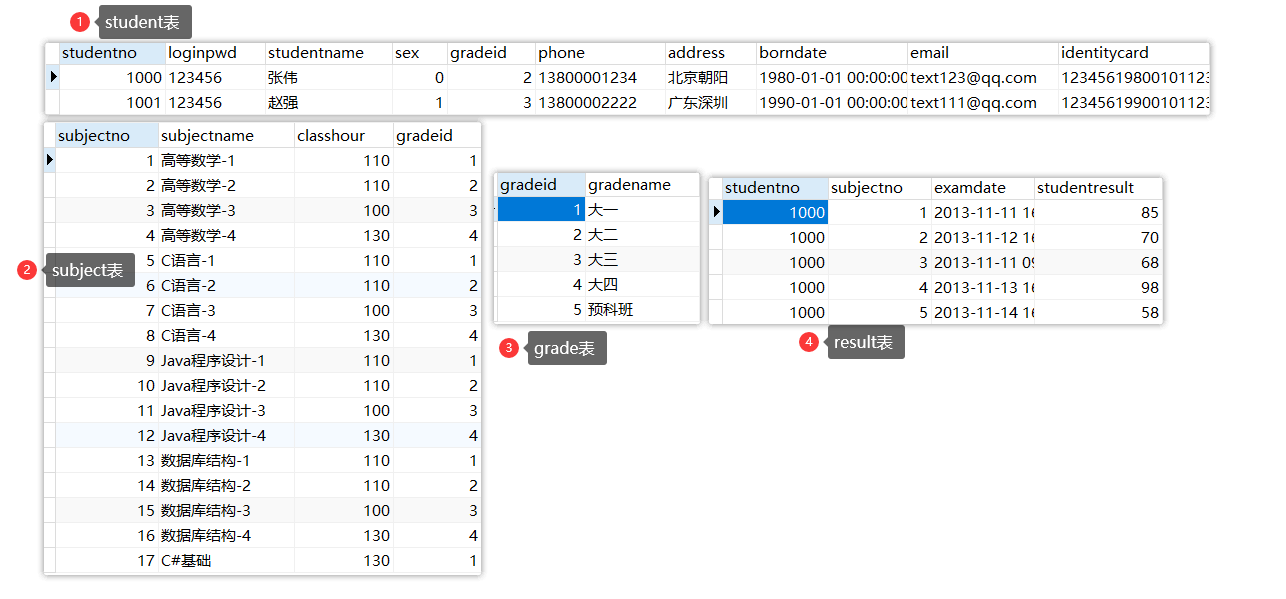 1 student表
studentno loginpwd studentname sex gradeid phone address borndate email identitycard
1000 123456 张伟 0 2 13800001234 北京朝阳 1980-01-01 00:00:00 text123@qq.com 12345619800101123
1001 123456 赵强 1 3 13800002222 广东深圳 1990-01-01 00:00:00 text111@qq.com 12345619900101123
subjectno subjectname classhour gradeid
1 高等数学-1 110 1
2 高等数学-2 110 2
3 高等数学-3 100 3
4 高等数学-4 130 4
5 C语言-1 110 1
6 C语言-2 110 2
7 C语言-3 100 3
8 C语言-4 130 4
9 Java程序设计-1 110 1
10 Java程序设计-2 110 2
11 Java程序设计-3 100 3
12 Java程序设计-4 130 4
13 数据库结构-1 110 1
14 数据库结构-2 110 2
15 数据库结构-3 100 3
16 数据库结构-4 130 4
17 C#基础 130 1
2 subject表
gradeid gradename
1 大一
2 大二
3 大三
4 大四
5 预科班
3 grade表
studentno subjectno examdate studentresult
1000 1 2013-11-11 16 85
1000 2 2013-11-12 16 70
1000 3 2013-11-11 09 68
1000 4 2013-11-13 16 98
1000 5 2013-11-14 16 58
4 result表